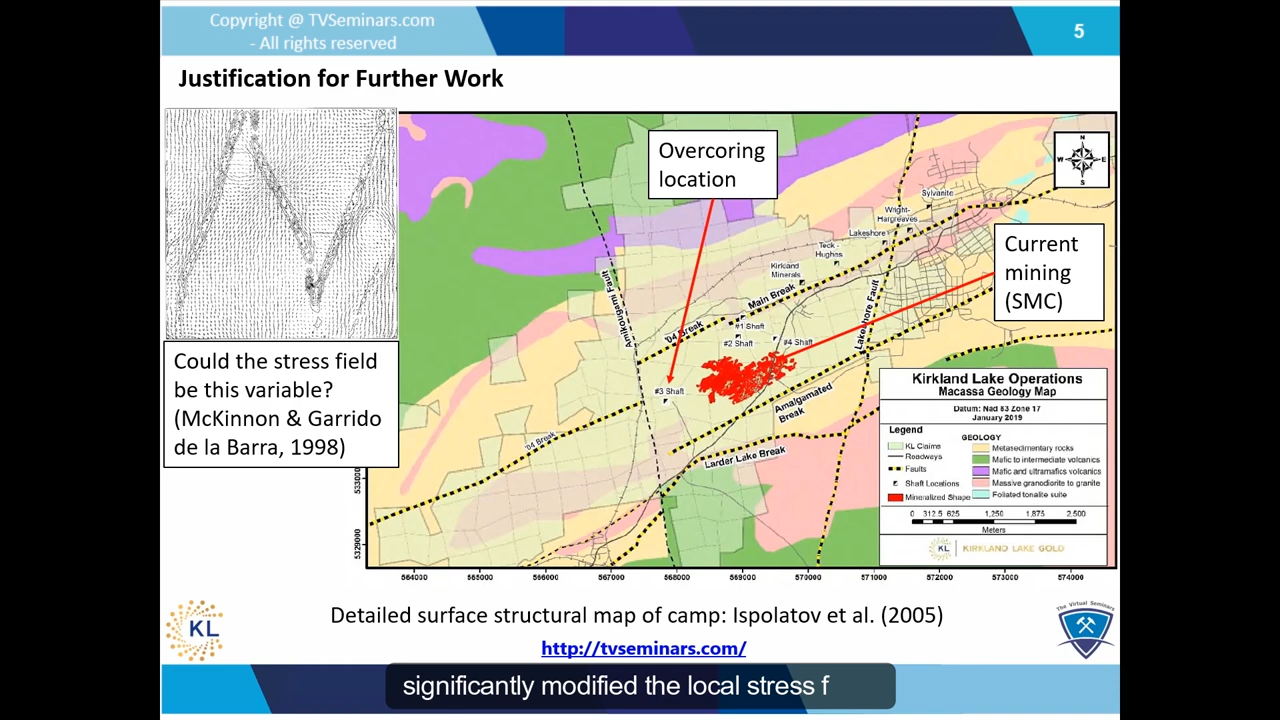 Copyright @ TVSeminars.com
- All rights reserved
5
Justification for Further Work
Overcoring
location
N
W
E
S
Sylvanite
Wright-
Hargreaves
Lakeshore
Teck -
Hughes
Kirkland
Minerals
Current
mining
(SMC)
Amikougami Fault
Main Break
Lakeshore Fault
'04 Break
#1 Shaft
#2 Shaft
#4 Shaft
#3 Shaft
Could the stress field
be this variable?
(McKinnon & Garrido
de la Barra, 1998)
Amalgamated
Break
'04 Break
Larder Lake Break
Kirkland Lake Operations
Macassa Geology Map
Datum: Nad 83 Zone 17
January 2019
Legend
KL Claims
Roadways
Faults
Shaft Locations
Mineralized Shape
GEOLOGY
Metasedimentary rocks
Mafic to intermediate volcanics
Mafic and ultramafics volcanics
Massive granodiorite to granite
Foliated tonalite suite
0 312.5 625 1,250 1,875 2,500
Meters
KL KIRKLAND LAKE GOLD
5329000
564000 565000 566000 567000 568000 569000 570000 571000 572000 573000 574000
Detailed surface structural map of camp: Ispolatov et al. (2005)
http://tvseminars.com/
KL
The Virtual Seminars
significantly modified the local stress f